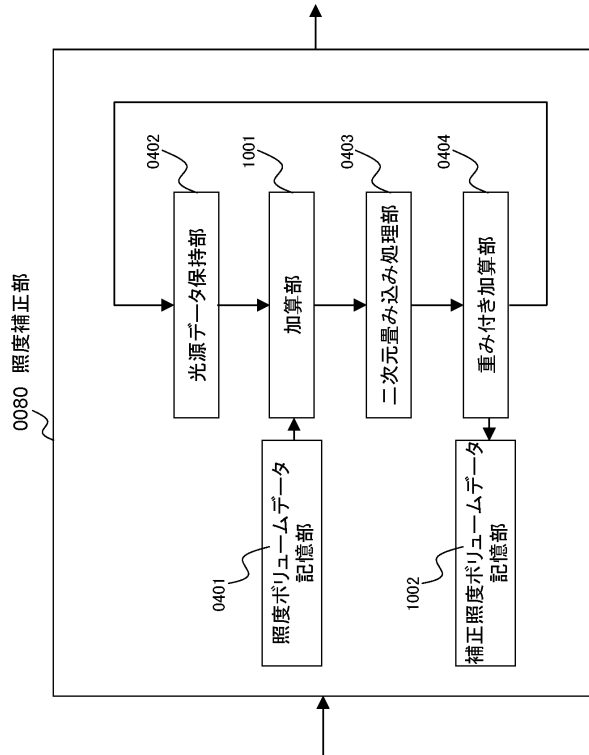 0080 照度補正部
0402
光源データ保持部
1001
加算部
0403
二次元畳み込み処理部
0404
重み付き加算部
0401
照度ボリュームデータ
記憶部
1002
補正照度ボリュームデータ
記憶部